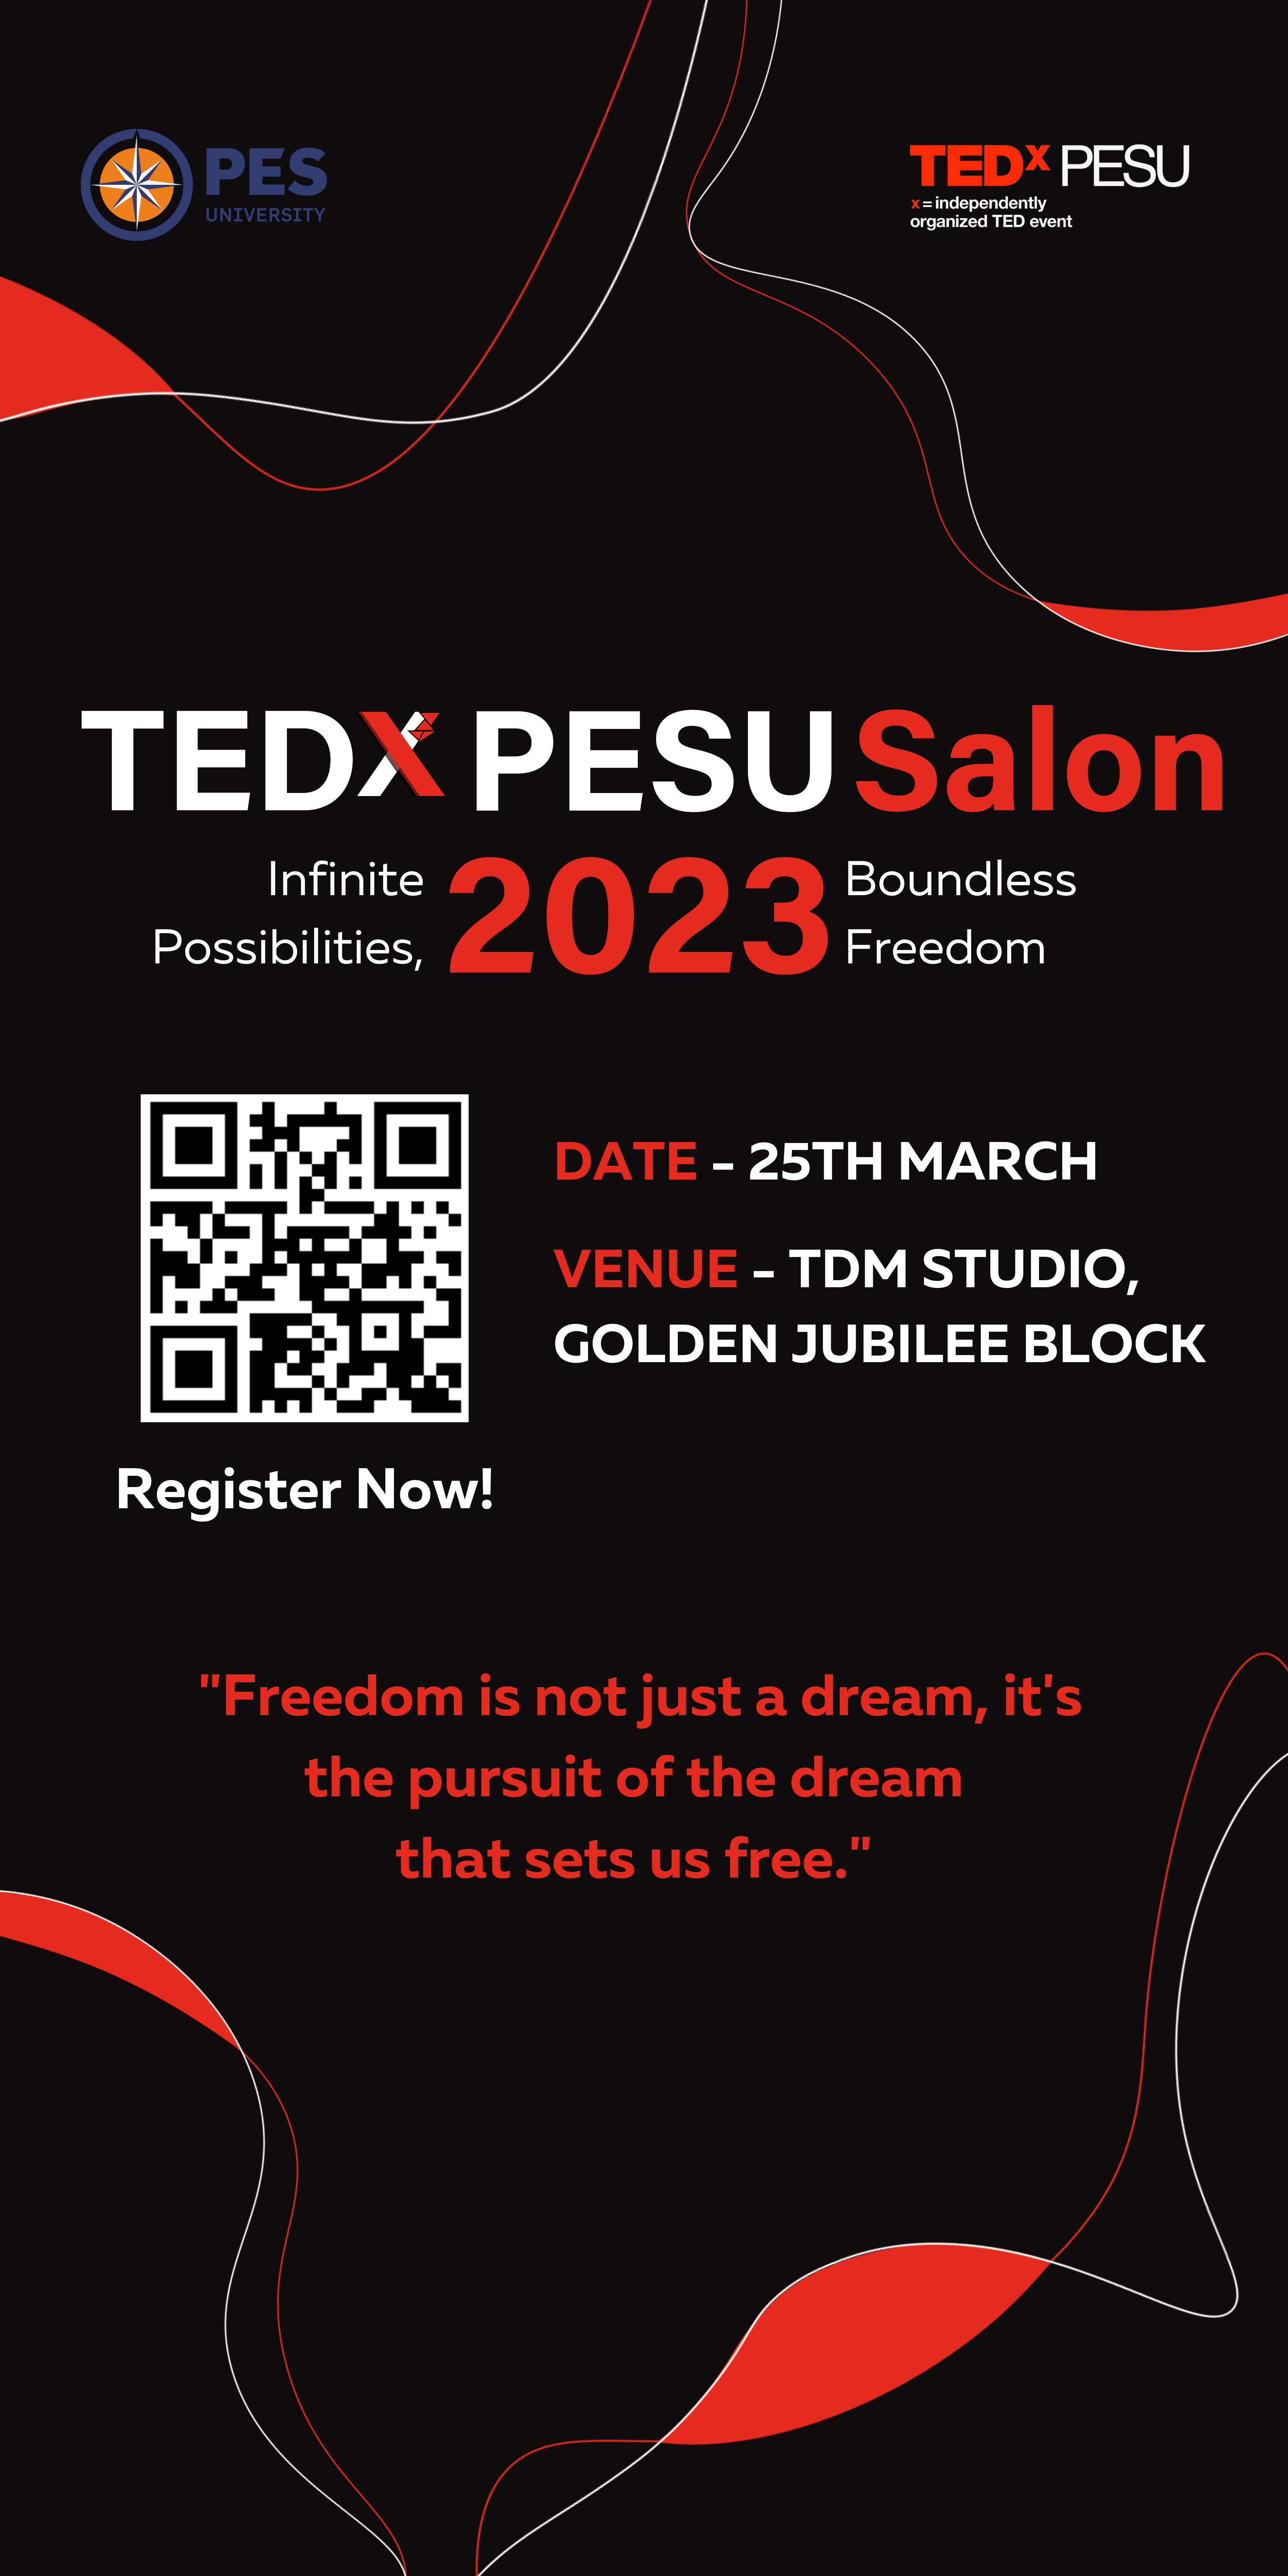 PES
UNIVERSITY
TEDx PESU
x = independently
organized TED event
TEDX PESU Salon
Infinite
Possibilities,
2023
Boundless
Freedom
DATE - 25TH MARCH
VENUE - TDM STUDIO,
GOLDEN JUBILEE BLOCK
Register Now!
"Freedom is not just a dream, it's
the pursuit of the dream
that sets us free."